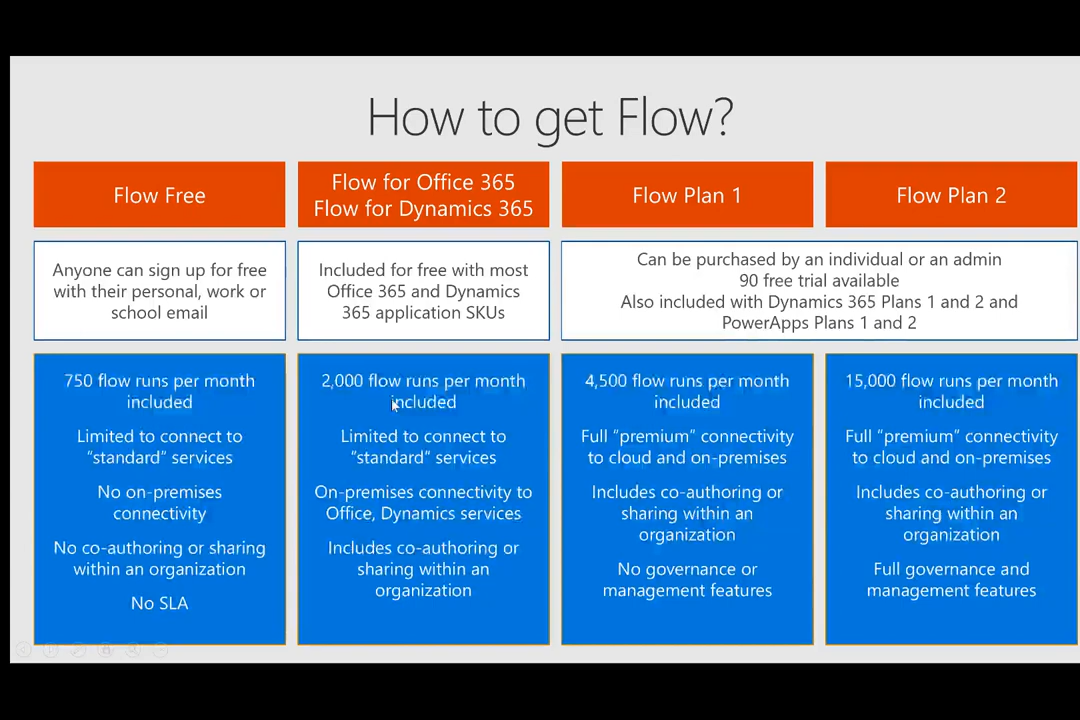 How to get Flow?
Flow Free
Flow for Office 365
Flow for Dynamics 365
Flow Plan 1
Flow Plan 2
Anyone can sign up for free
with their personal, work or
school email
Included for free with most
Office 365 and Dynamics
365 application SKUs
Can be purchased by an individual or an admin
90 free trial available
Also included with Dynamics 365 Plans 1 and 2 and
PowerApps Plans 1 and 2
750 flow runs per month
included
Limited to connect to
“standard” services
No on-premises
connectivity
No co-authoring or sharing
within an organization
No SLA
2,000 flow runs per month
included
Limited to connect to
“standard” services
On-premises connectivity to
Office, Dynamics services
Includes co-authoring or
sharing within an
organization
4,500 flow runs per month
included
Full “premium” connectivity
to cloud and on-premises
Includes co-authoring or
sharing within an
organization
No governance or
management features
15,000 flow runs per month
included
Full “premium” connectivity
to cloud and on-premises
Includes co-authoring or
sharing within an
organization
Full governance and
management features